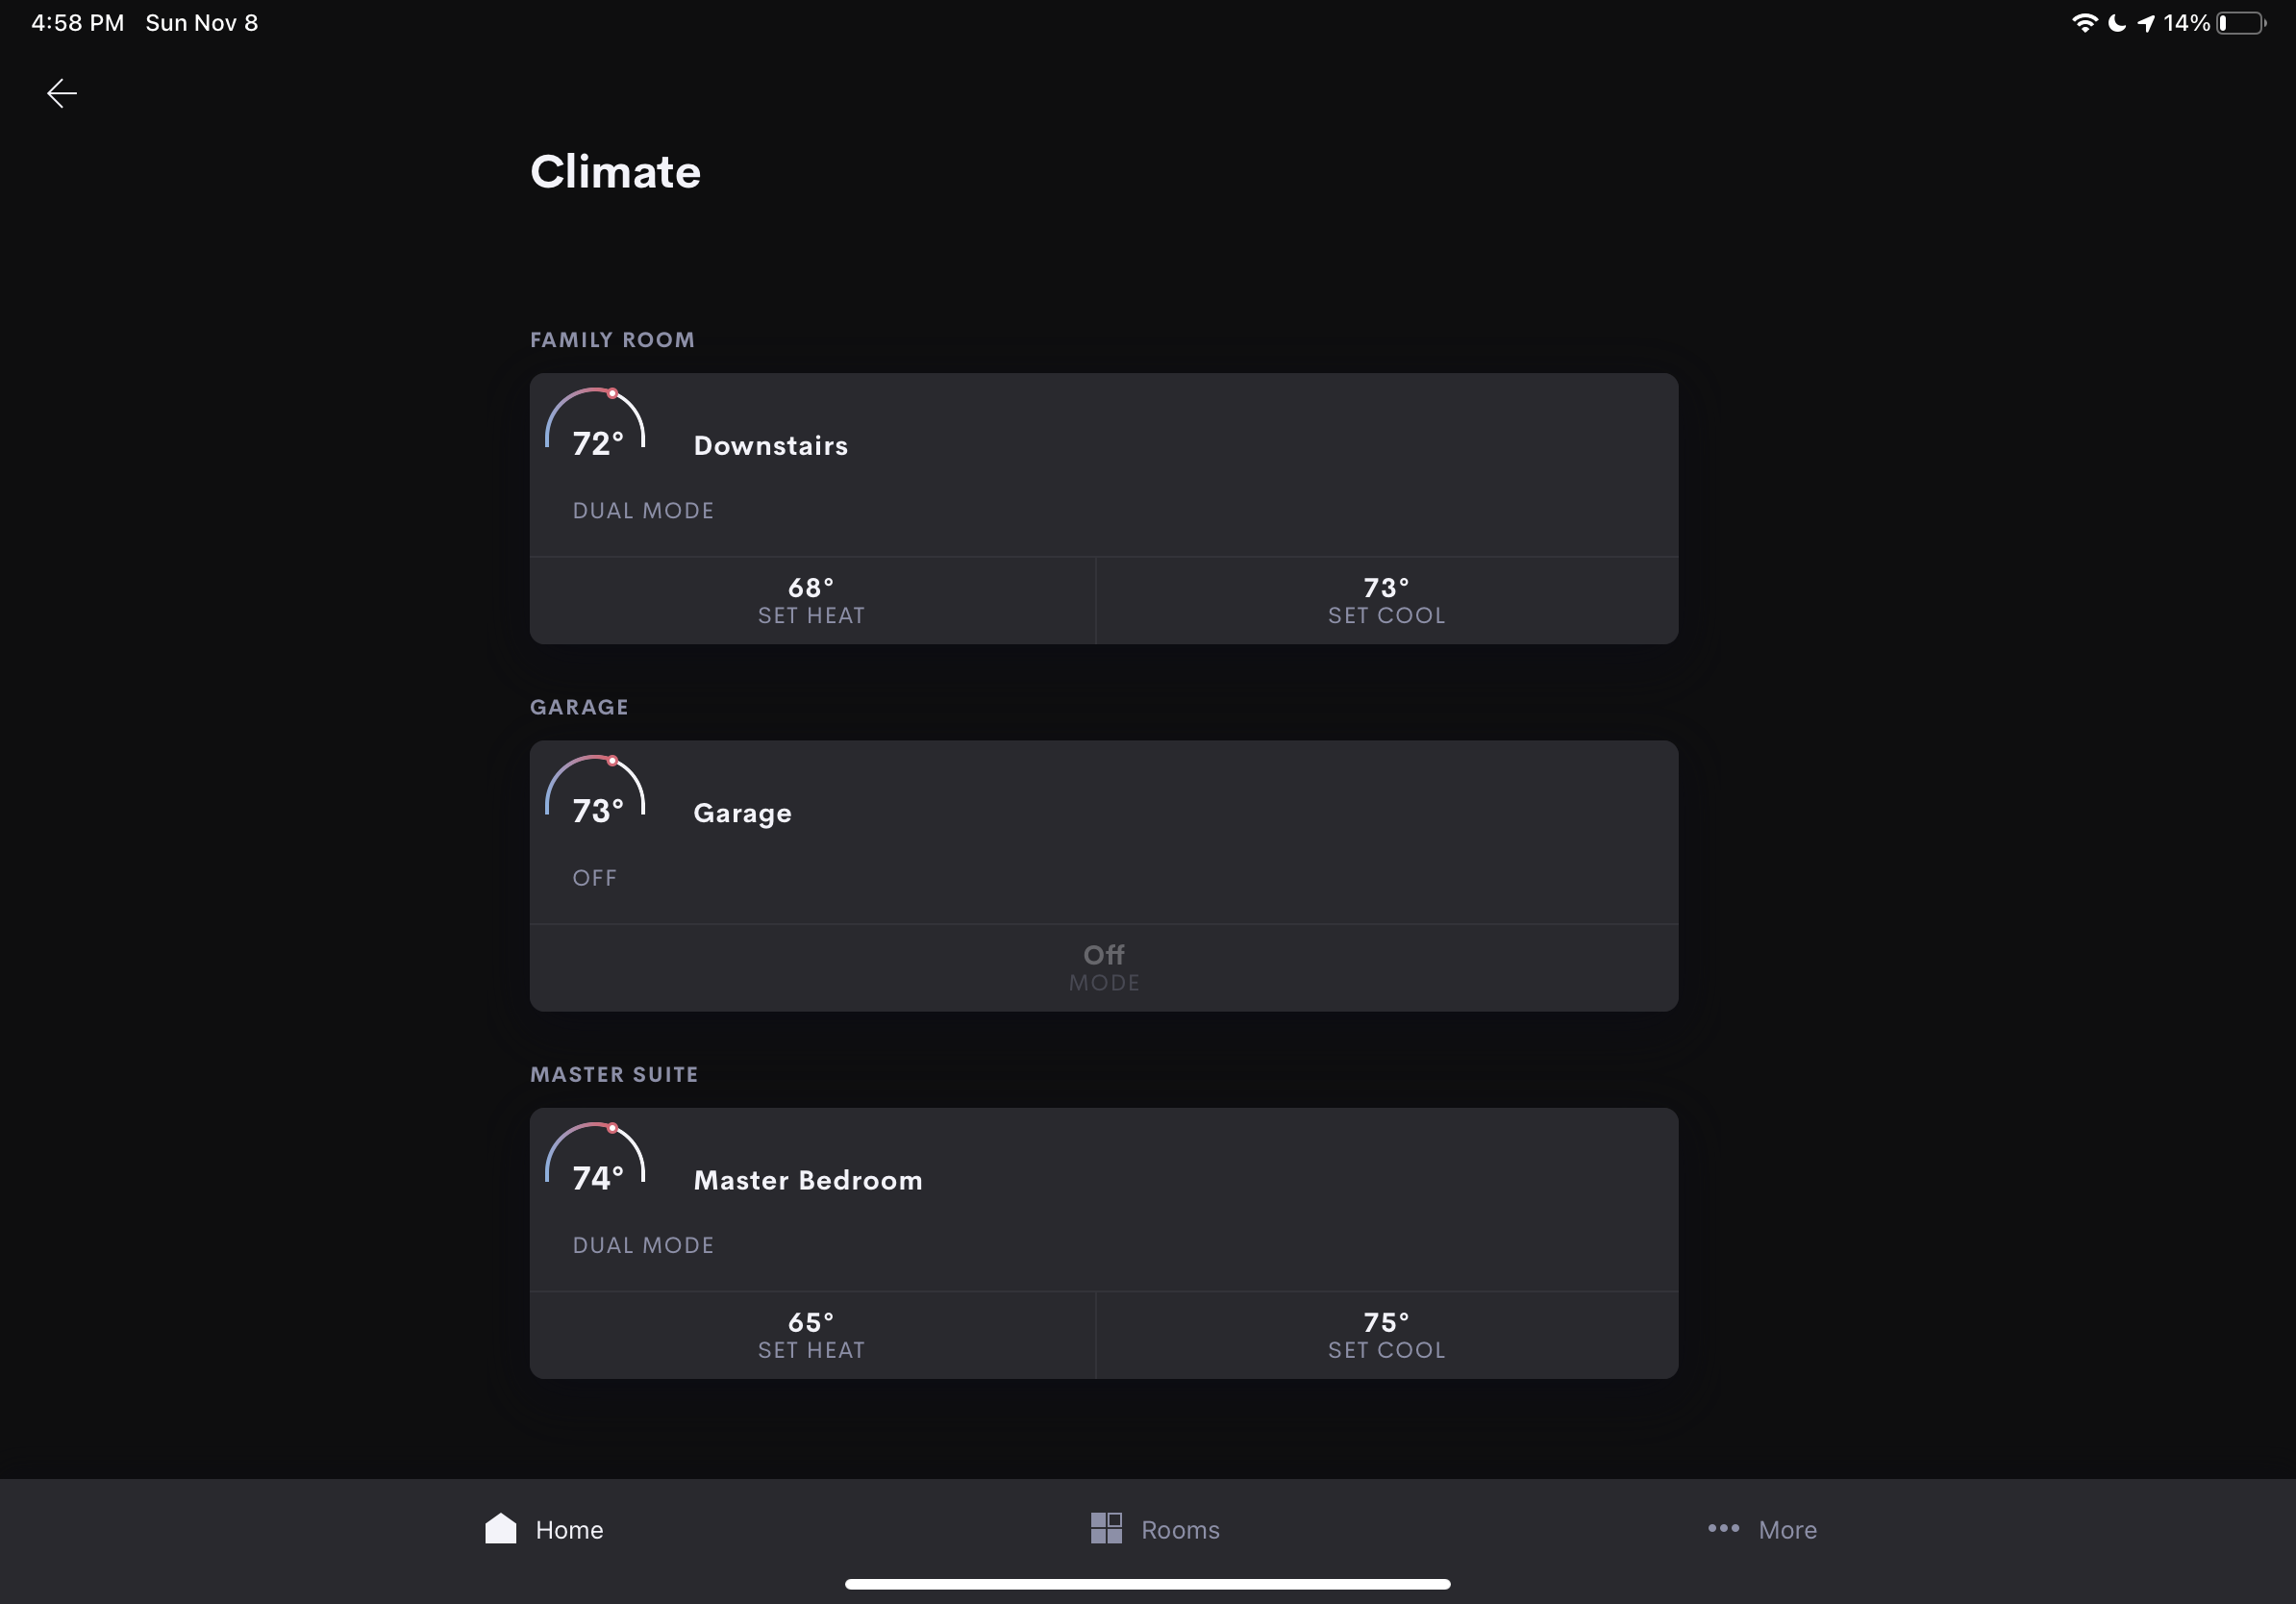 4:58 PM Sun Nov 8 14%
Climate
FAMILY ROOM
72° Downstairs
DUAL MODE
68° 73°
SET HEAT SET COOL
GARAGE
73° Garage
OFF
Off
MODE
MASTER SUITE
74° Master Bedroom
DUAL MODE
65° 75°
SET HEAT SET COOL
Home Rooms More